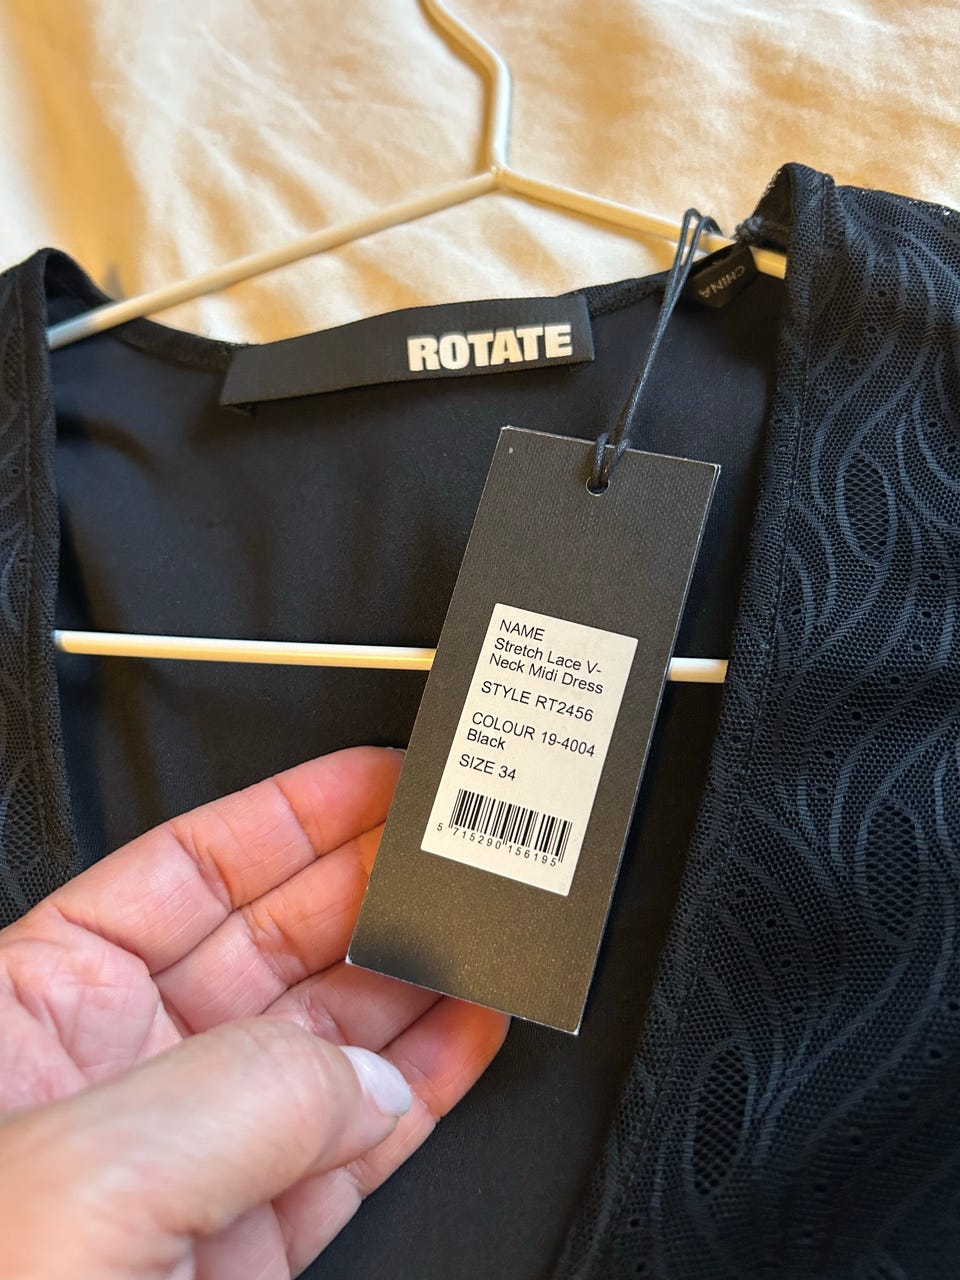 ROTATE
CHINA
NAME
Stretch Lace V-
Neck Midi Dress
STYLE RT2456
COLOUR 19-4004
Black
SIZE 34
5 715290 156195